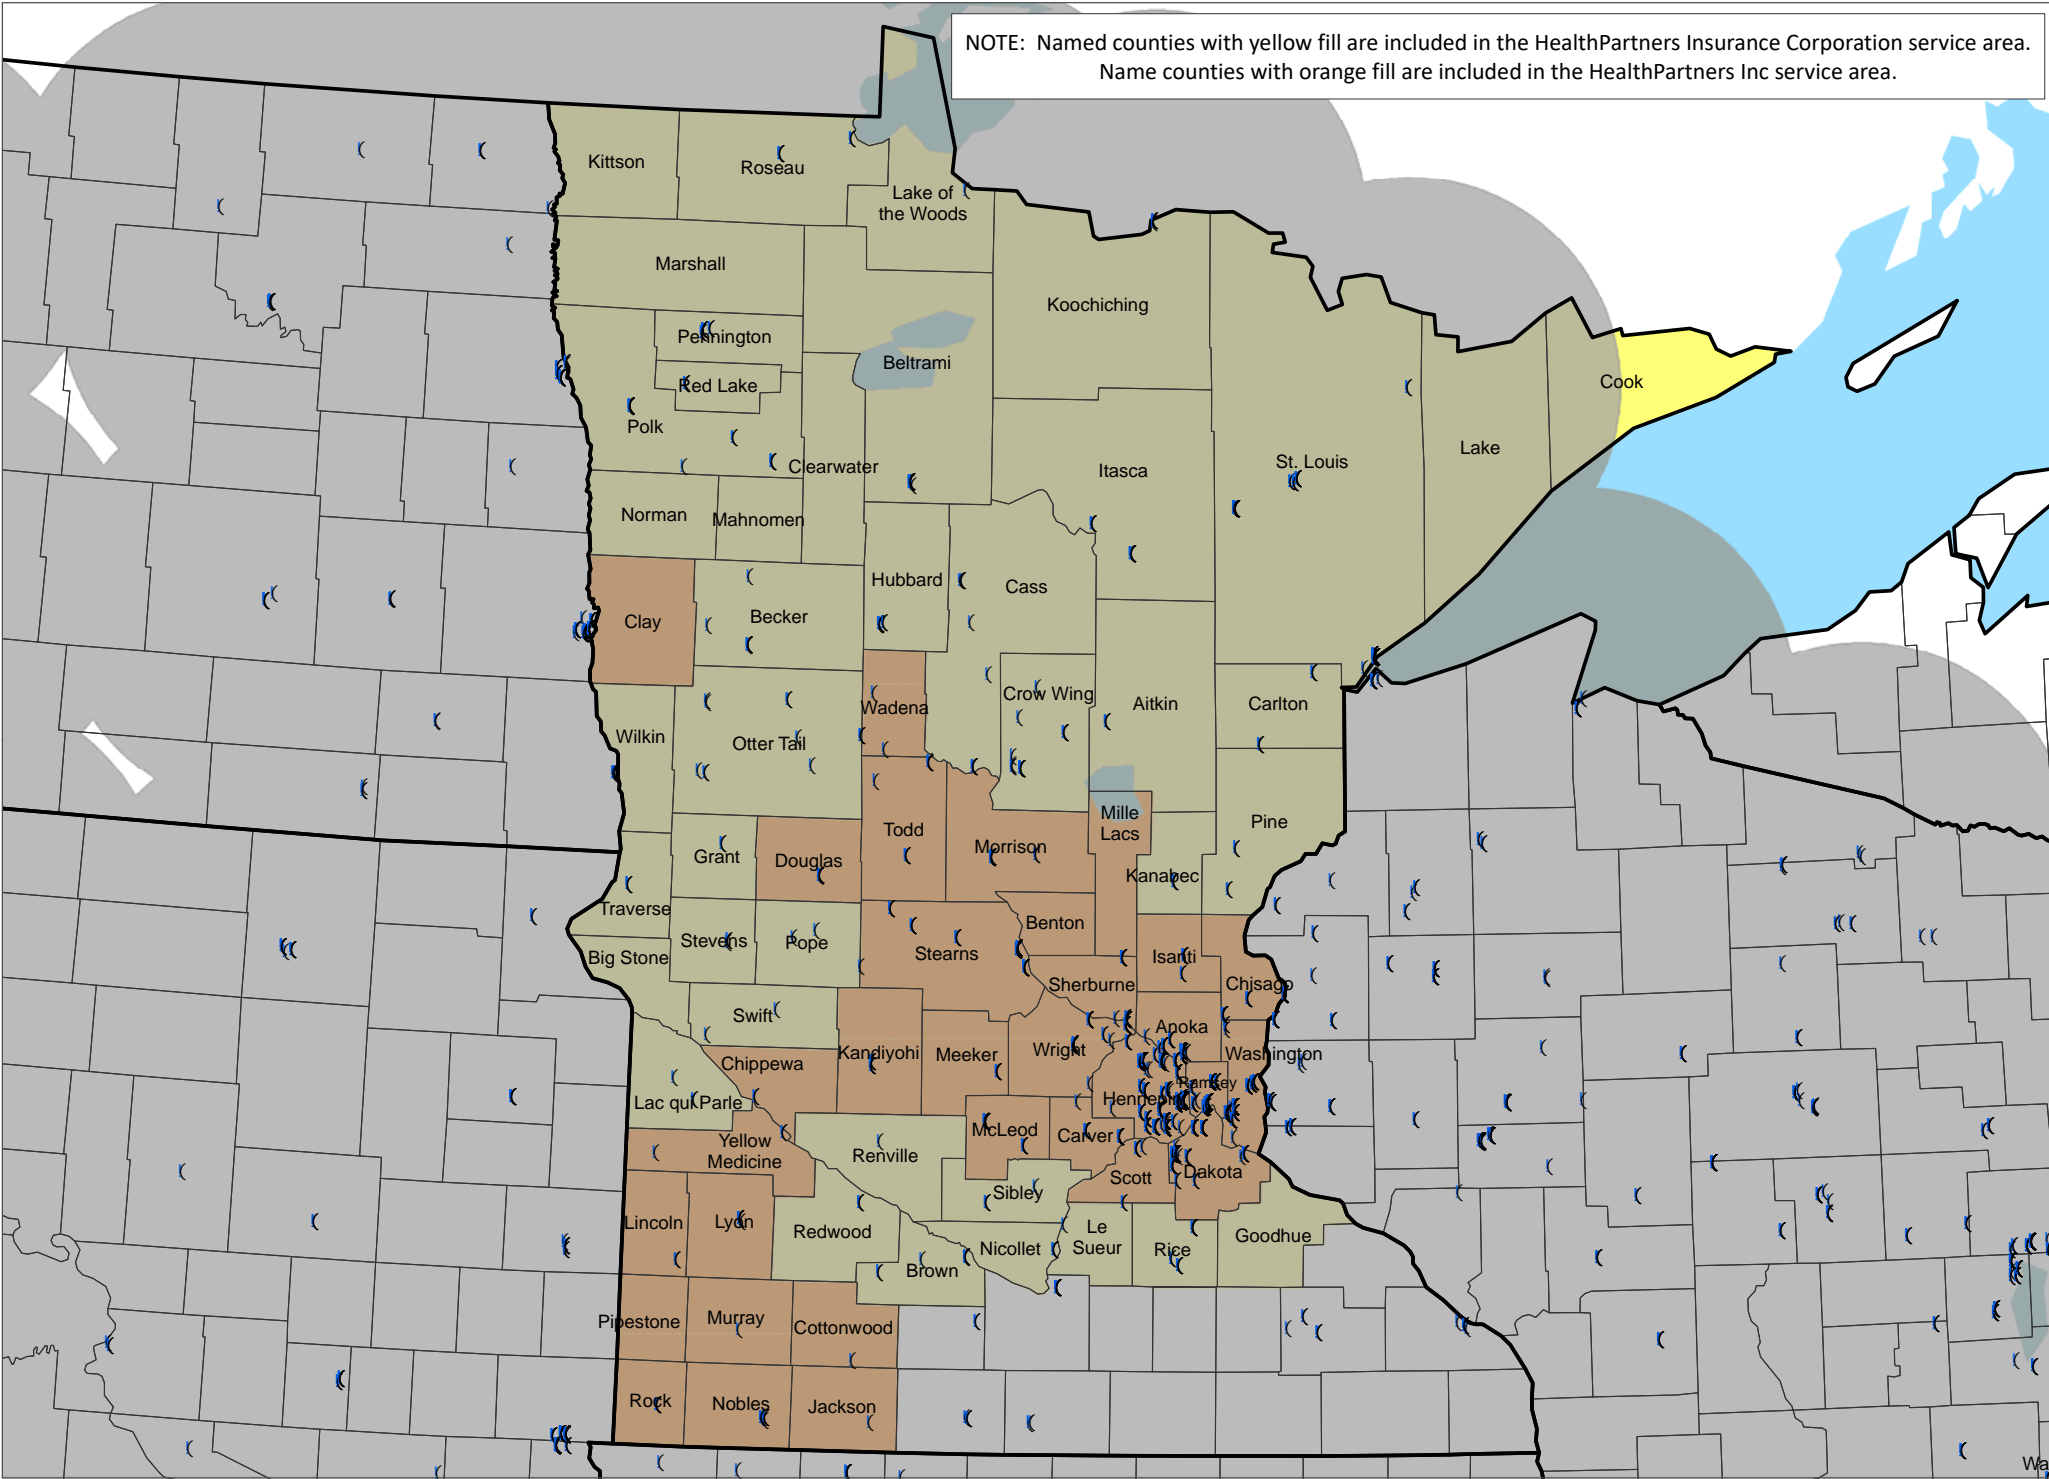 NOTE: Named counties with yellow fill are included in the HealthPartners Insurance Corporation service area.
Name counties with orange fill are included in the HealthPartners Inc service area.
Kittson
Roseau
Lake of
the Woods
Marshall
Koochiching
Pennington
Beltrami
Red Lake
Cook
Polk
Clearwater
Itasca
St. Louis
Lake
Norman
Mahnomen
Hubbard
Cass
Clay
Becker
Wadena
Crow Wing
Aitkin
Carlton
Wilkin
Otter Tail
Mille
Lacs
Pine
Todd
Morrison
Grant
Douglas
Kanabec
Traverse
Benton
Stevens
Pope
Stearns
Isanti
Big Stone
Sherburne
Chisago
Swift
Anoka
Kandiyohi
Meeker
Wright
Washington
Chippewa
Ramsey
Lac qui Parle
Hennepin
McLeod
Carver
Yellow
Medicine
Renville
Scott
Dakota
Sibley
Lincoln
Lyon
Redwood
Le
Sueur
Goodhue
Nicollet
Rice
Brown
Pipestone
Murray
Cottonwood
Rock
Nobles
Jackson
Wa